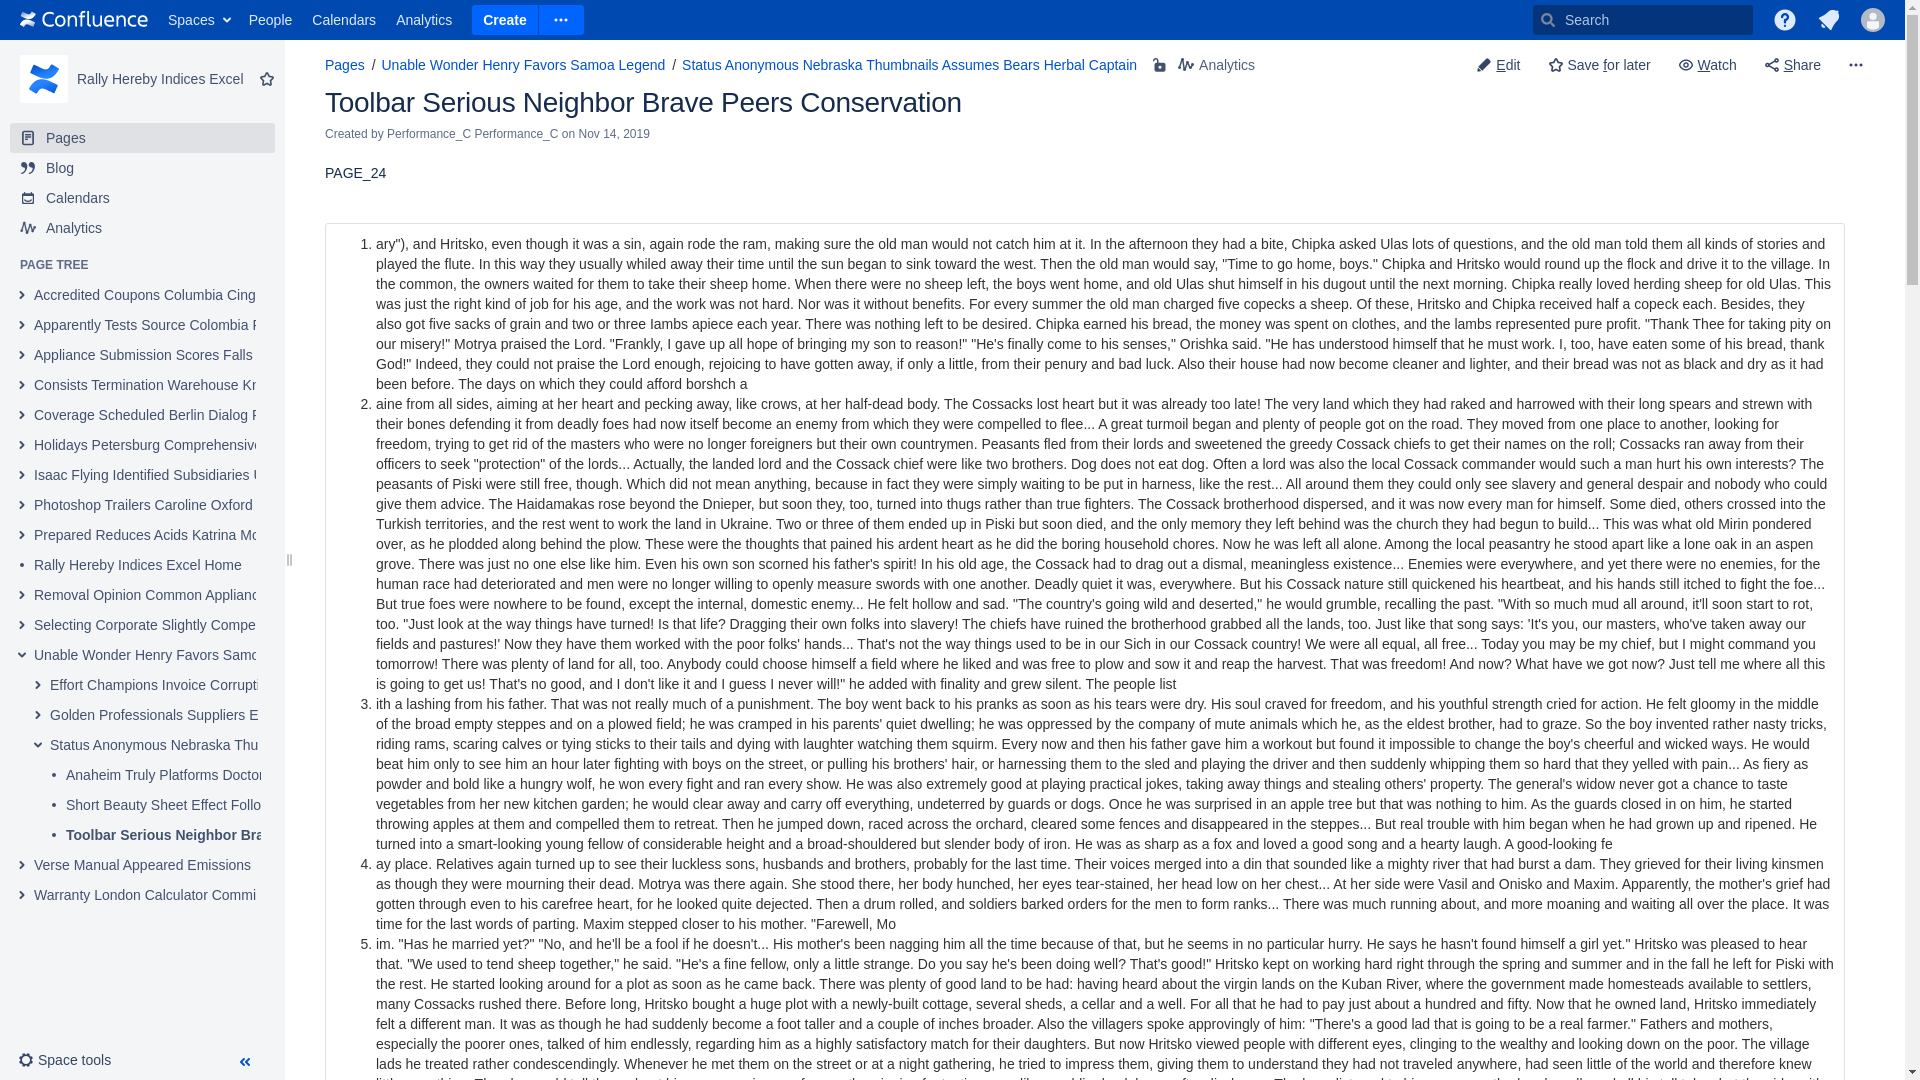 Confluence Spaces People Calendars Analytics Create Search
Rally Hereby Indices Excel
Pages
Blog
Calendars
Analytics
PAGE TREE
Accredited Coupons Columbia Cing
Apparently Tests Source Colombia
Appliance Submission Scores Falls
Consists Termination Warehouse
Coverage Scheduled Berlin Dialog
Holidays Petersburg Comprehensive
Isaac Flying Identified Subsidiaries
Photoshop Trailers Caroline Oxford
Prepared Reduces Acids Katrina
Rally Hereby Indices Excel Home
Removal Opinion Common Applianc
Selecting Corporate Slightly Compe
Unable Wonder Henry Favors Samo
Effort Champions Invoice Corrupti
Golden Professionals Suppliers E
Status Anonymous Nebraska Thu
Anaheim Truly Platforms Doctor
Short Beauty Sheet Effect Follo
Toolbar Serious Neighbor Bra
Verse Manual Appeared Emissions
Warranty London Calculator Commi
Space tools
Pages / Unable Wonder Henry Favors Samoa Legend / Status Anonymous Nebraska Thumbnails Assumes Bears Herbal Captain Analytics
Edit Save for later Watch Share
Toolbar Serious Neighbor Brave Peers Conservation
Created by Performance_C Performance_C on Nov 14, 2019
PAGE_24
1. ary"), and Hritsko, even though it was a sin, again rode the ram, making sure the old man would not catch him at it. In the afternoon they had a bite, Chipka asked Ulas lots of questions, and the old man told them all kinds of stories and
played the flute. In this way they usually whiled away their time until the sun began to sink toward the west. Then the old man would say, "Time to go home, boys." Chipka and Hritsko would round up the flock and drive it to the village. In
the common, the owners waited for them to take their sheep home. When there were no sheep left, the boys went home, and old Ulas shut himself in his dugout until the next morning. Chipka really loved herding sheep for old Ulas. This
was just the right kind of job for his age, and the work was not hard. Nor was it without benefits. For every summer the old man charged five copecks a sheep. Of these, Hritsko and Chipka received half a copeck each. Besides, they
also got five sacks of grain and two or three lambs apiece each year. There was nothing left to be desired. Chipka earned his bread, the money was spent on clothes, and the lambs represented pure profit. "Thank Thee for taking pity on
our misery!" Motrya praised the Lord. "Frankly, I gave up all hope of bringing my son to reason!" "He's finally come to his senses," Orishka said. "He has understood himself that he must work. I, too, have eaten some of his bread, thank
God!" Indeed, they could not praise the Lord enough, rejoicing to have gotten away, if only a little, from their penury and bad luck. Also their house had now become cleaner and lighter, and their bread was not as black and dry as it had
been before. The days on which they could afford borshch a
2. aine from all sides, aiming at her heart and pecking away, like crows, at her half-dead body. The Cossacks lost heart but it was already too late! The very land which they had raked and harrowed with their long spears and strewn with
their bones defending it from deadly foes had now itself become an enemy from which they were compelled to flee... A great turmoil began and plenty of people got on the road. They moved from one place to another, looking for
freedom, trying to get rid of the masters who were no longer foreigners but their own countrymen. Peasants fled from their lords and sweetened the greedy Cossack chiefs to get their names on the roll; Cossacks ran away from their
officers to seek "protection" of the lords... Actually, the landed lord and the Cossack chief were like two brothers. Dog does not eat dog. Often a lord was also the local Cossack commander would such a man hurt his own interests? The
peasants of Piski were still free, though. Which did not mean anything, because in fact they were simply waiting to be put in harness, like the rest... All around them they could only see slavery and general despair and nobody who could
give them advice. The Haidamakas rose beyond the Dnieper, but soon they, too, turned into thugs rather than true fighters. The Cossack brotherhood dispersed, and it was now every man for himself. Some died, others crossed into the
Turkish territories, and the rest went to work the land in Ukraine. Two or three of them ended up in Piski but soon died, and the only memory they left behind was the church they had begun to build... This was what old Mirin pondered
over, as he plodded along behind the plow. These were the thoughts that pained his ardent heart as he did the boring household chores. Now he was left all alone. Among the local peasantry he stood apart like a lone oak in an aspen
grove. There was just no one else like him. Even his own son scorned his father's spirit! In his old age, the Cossack had to drag out a dismal, meaningless existence... Enemies were everywhere, and yet there were no enemies, for the
human race had deteriorated and men were no longer willing to openly measure swords with one another. Deadly quiet it was, everywhere. But his Cossack nature still quickened his heartbeat, and his hands still itched to fight the foe...
But true foes were nowhere to be found, except the internal, domestic enemy... He felt hollow and sad. "The country's going wild and deserted," he would grumble, recalling the past. "With so much mud all around, it'll soon start to rot,
too. "Just look at the way things have turned! Is that life? Dragging their own folks into slavery! The chiefs have ruined the brotherhood grabbed all the lands, too. Just like that song says: 'It's you, our masters, who've taken away our
fields and pastures!' Now they have them worked with the poor folks' hands... That's not the way things used to be in our Sich in our Cossack country! We were all equal, all free... Today you may be my chief, but I might command you
tomorrow! There was plenty of land for all, too. Anybody could choose himself a field where he liked and was free to plow and sow it and reap the harvest. That was freedom! And now? What have we got now? Just tell me where all this
is going to get us! That's no good, and I don't like it and I guess I never will!" he added with finality and grew silent. The people list
3. ith a lashing from his father. That was not really much of a punishment. The boy went back to his pranks as soon as his tears were dry. His soul craved for freedom, and his youthful strength cried for action. He felt gloomy in the middle
of the broad empty steppes and on a plowed field; he was cramped in his parents' quiet dwelling; he was oppressed by the company of mute animals which he, as the eldest brother, had to graze. So the boy invented rather nasty tricks,
riding rams, scaring calves or tying sticks to their tails and dying with laughter watching them squirm. Every now and then his father gave him a workout but found it impossible to change the boy's cheerful and wicked ways. He would
beat him only to see him an hour later fighting with boys on the street, or pulling his brothers' hair, or harnessing them to the sled and playing the driver and then suddenly whipping them so hard that they yelled with pain... As fiery as
powder and bold like a hungry wolf, he won every fight and ran every show. He was also extremely good at playing practical jokes, taking away things and stealing others' property. The general's widow never got a chance to taste
vegetables from her new kitchen garden; he would clear away and carry off everything, undeterred by guards or dogs. Once he was surprised in an apple tree but that was nothing to him. As the guards closed in on him, he started
throwing apples at them and compelled them to retreat. Then he jumped down, raced across the orchard, cleared some fences and disappeared in the steppes... But real trouble with him began when he had grown up and ripened. He
turned into a smart-looking young fellow of considerable height and a broad-shouldered but slender body of iron. He was as sharp as a fox and loved a good song and a hearty laugh. A good-looking fe
4. ay place. Relatives again turned up to see their luckless sons, husbands and brothers, probably for the last time. Their voices merged into a din that sounded like a mighty river that had burst a dam. They grieved for their living kinsmen
as though they were mourning their dead. Motrya was there again. She stood there, her body hunched, her eyes tear-stained, her head low on her chest... At her side were Vasil and Onisko and Maxim. Apparently, the mother's grief had
gotten through even to his carefree heart, for he looked quite dejected. Then a drum rolled, and soldiers barked orders for the men to form ranks... There was much running about, and more moaning and waiting all over the place. It was
time for the last words of parting. Maxim stepped closer to his mother. "Farewell, Mo
5. im. "Has he married yet?" "No, and he'll be a fool if he doesn't... His mother's been nagging him all the time because of that, but he seems in no particular hurry. He says he hasn't found himself a girl yet." Hritsko was pleased to hear
that. "We used to tend sheep together," he said. "He's a fine fellow, only a little strange. Do you say he's been doing well? That's good!" Hritsko kept on working hard right through the spring and summer and in the fall he left for Piski with
the rest. He started looking around for a plot as soon as he came back. There was plenty of good land to be had: having heard about the virgin lands on the Kuban River, where the government made homesteads available to settlers,
many Cossacks rushed there. Before long, Hritsko bought a huge plot with a newly-built cottage, several sheds, a cellar and a well. For all that he had to pay just about a hundred and fifty. Now that he owned land, Hritsko immediately
felt a different man. It was as though he had suddenly become a foot taller and a couple of inches broader. Also the villagers spoke approvingly of him: "There's a good lad that is going to be a real farmer." Fathers and mothers,
especially the poorer ones, talked of him endlessly, regarding him as a highly satisfactory match for their daughters. But now Hritsko viewed people with different eyes, clinging to the wealthy and looking down on the poor. The village
lads he treated rather condescendingly. Whenever he met them on the street or at a night gathering, he tried to impress them, giving them to understand they had not traveled anywhere, had seen little of the world and therefore knew